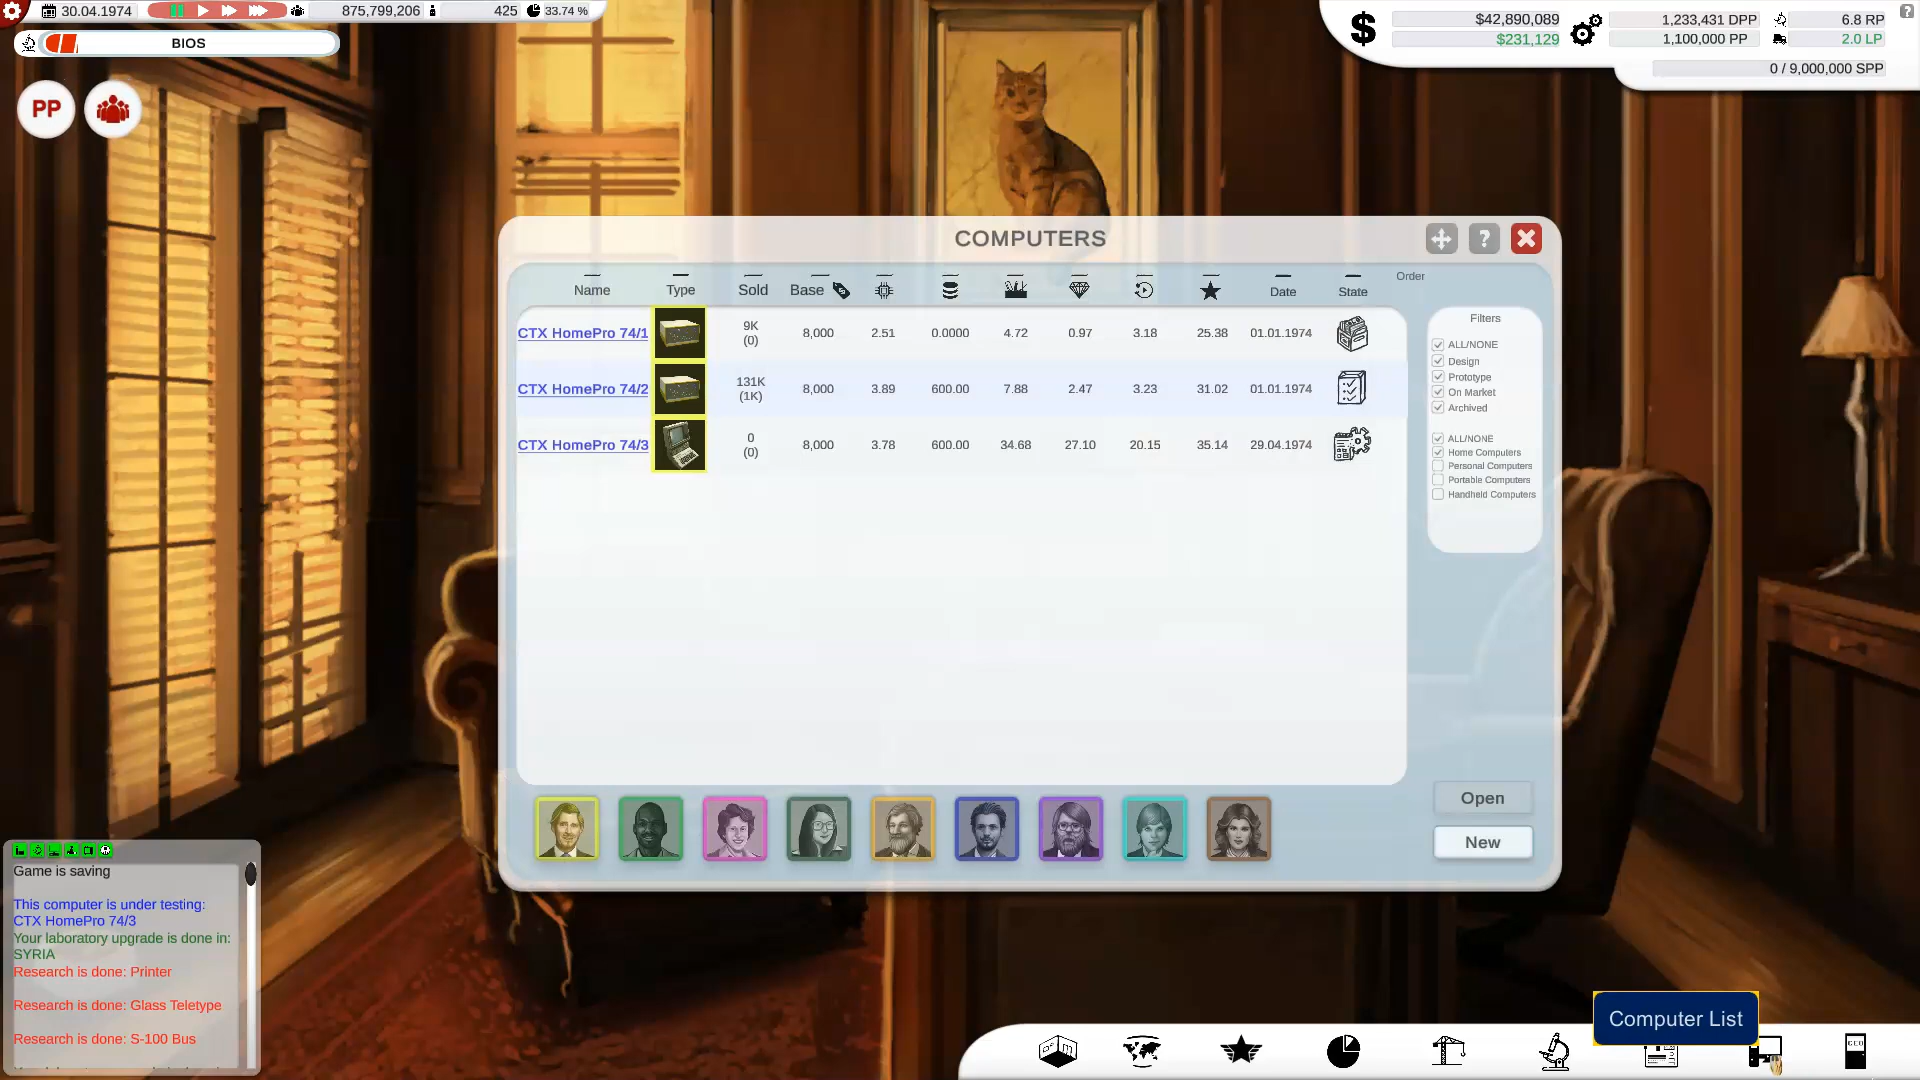 30.04.1974
875,799,206
425
33.74 %
BIOS
PP
$42,890,089
$231,129
1,233,431 DPP
1,100,000 PP
6.8 RP
2.0 LP
0 / 9,000,000 SPP
?
COMPUTERS
?
Name Type Sold Base Date State Order
CTX HomePro 74/1 9K (0) 8,000 2.51 0.0000 4.72 0.97 3.18 25.38 01.01.1974
CTX HomePro 74/2 131K (1K) 8,000 3.89 600.00 7.88 2.47 3.23 31.02 01.01.1974
CTX HomePro 74/3 0 (0) 8,000 3.78 600.00 34.68 27.10 20.15 35.14 29.04.1974
Filters
ALL/NONE
Design
Prototype
On Market
Archived
ALL/NONE
Home Computers
Personal Computers
Portable Computers
Handheld Computers
Open
New
Game is saving
This computer is under testing:
CTX HomePro 74/3
Your laboratory upgrade is done in:
SYRIA
Research is done: Printer
Research is done: Glass Teletype
Research is done: S-100 Bus
Computer List